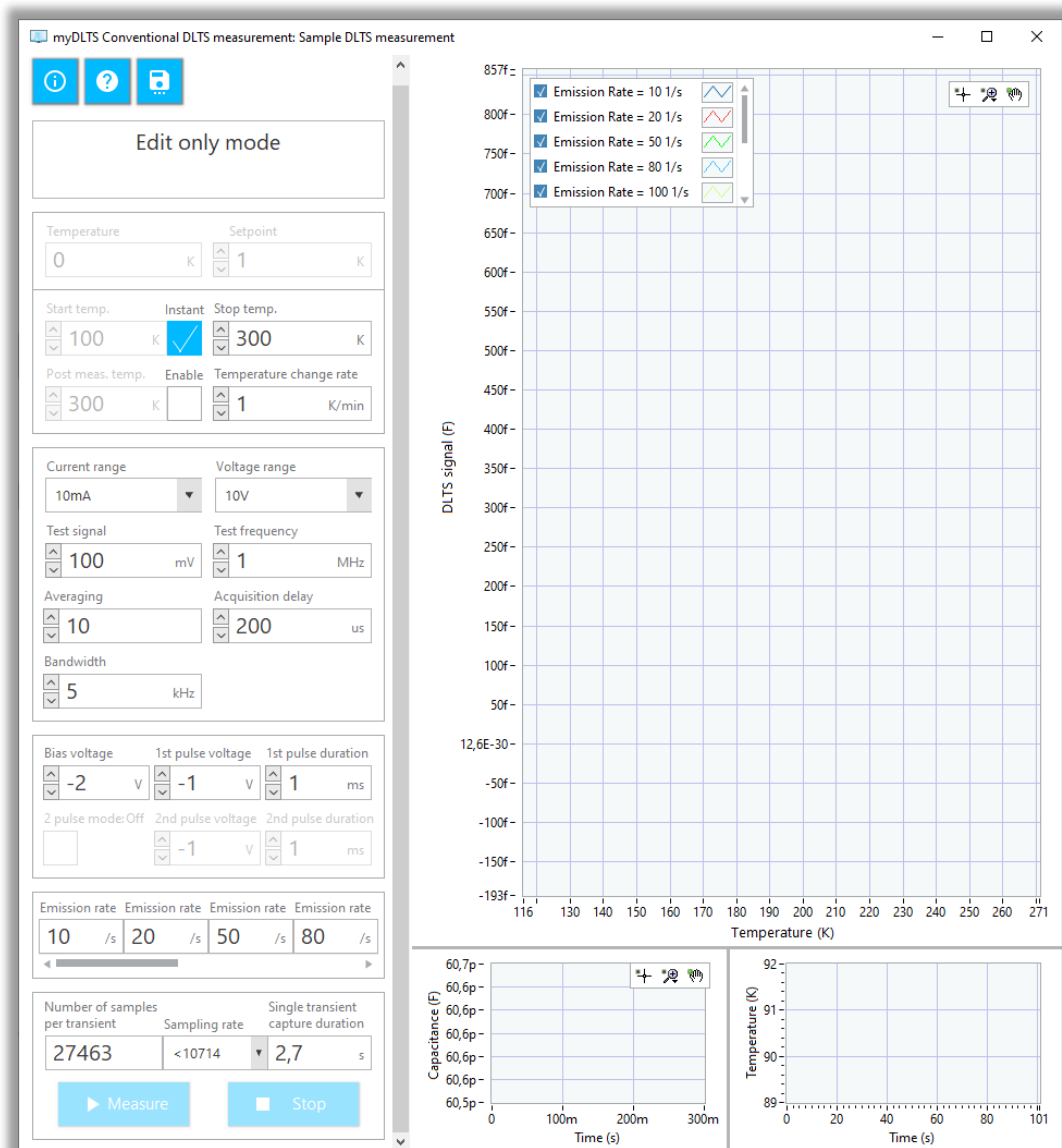 myDLTS Conventional DLTS measurement: Sample DLTS measurement
Edit only mode
Temperature Setpoint
0 K 1 K
Start temp. Instant Stop temp.
100 K 300 K
Post meas. temp. Enable Temperature change rate
300 K 1 K/min
Current range Voltage range
10mA 10V
Test signal Test frequency
100 mV 1 MHz
Averaging Acquisition delay
10 200 us
Bandwidth
5 kHz
Bias voltage 1st pulse voltage 1st pulse duration
-2 V -1 V 1 ms
2 pulse mode: Off 2nd pulse voltage 2nd pulse duration
-1 V 1 ms
Emission rate Emission rate Emission rate Emission rate
10 /s 20 /s 50 /s 80 /s
Number of samples
per transient Sampling rate Single transient
capture duration
27463 <10714 2,7 s
Measure Stop
DLTS signal (F)
857f
800f
750f
700f
650f
600f
550f
500f
450f
400f
350f
300f
250f
200f
150f
100f
50f
12,6E-30
-50f
-100f
-150f
-193f
Emission Rate = 10 1/s
Emission Rate = 20 1/s
Emission Rate = 50 1/s
Emission Rate = 80 1/s
Emission Rate = 100 1/s
116 130 140 150 160 170 180 190 200 210 220 230 240 250 260 271
Temperature (K)
Capacitance (F)
60,7p
60,6p
60,6p
60,6p
60,6p
60,6p
60,5p
0 100m 200m 300m
Time (s)
Temperature (K)
92
91
90
89
0 20 40 60 80 101
Time (s)